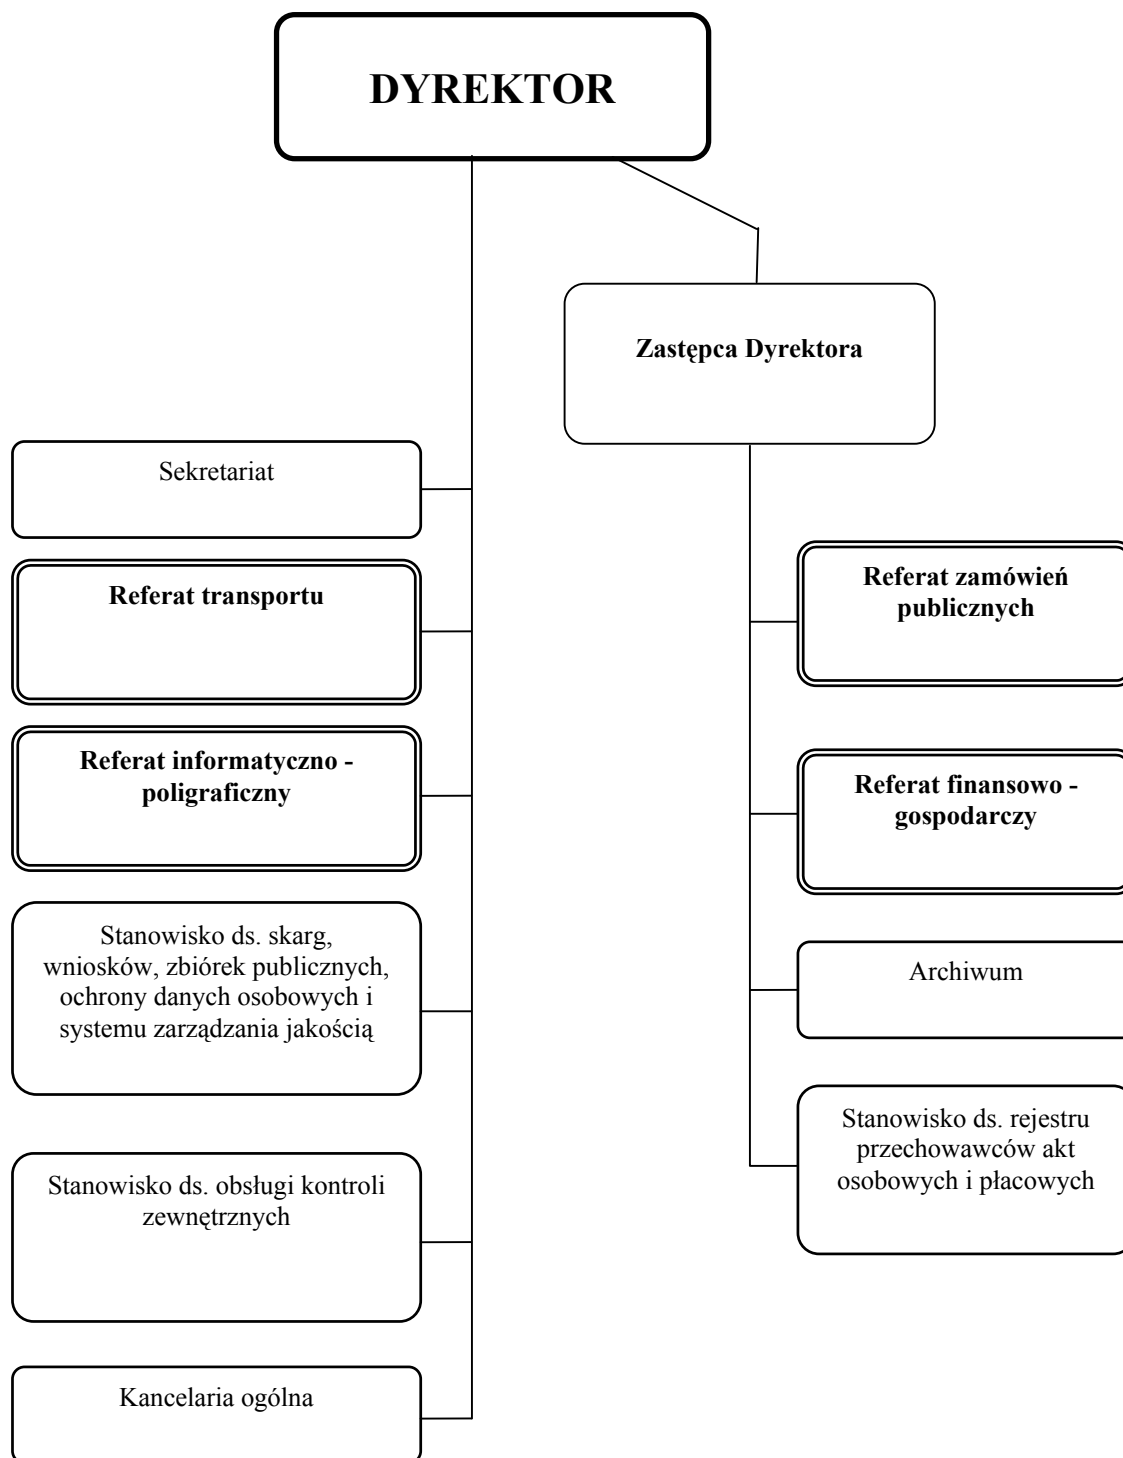 DYREKTOR
Zastępca Dyrektora
Sekretariat
Referat transportu
Referat informatyczno -
poligraficzny
Stanowisko ds. skarg,
wniosków, zbiórek publicznych,
ochrony danych osobowych i
systemu zarządzania jakością
Stanowisko ds. obsługi kontroli
zewnętrznych
Kancelaria ogólna
Referat zamówień
publicznych
Referat finansowo -
gospodarczy
Archiwum
Stanowisko ds. rejestru
przechowawców akt
osobowych i płacowych